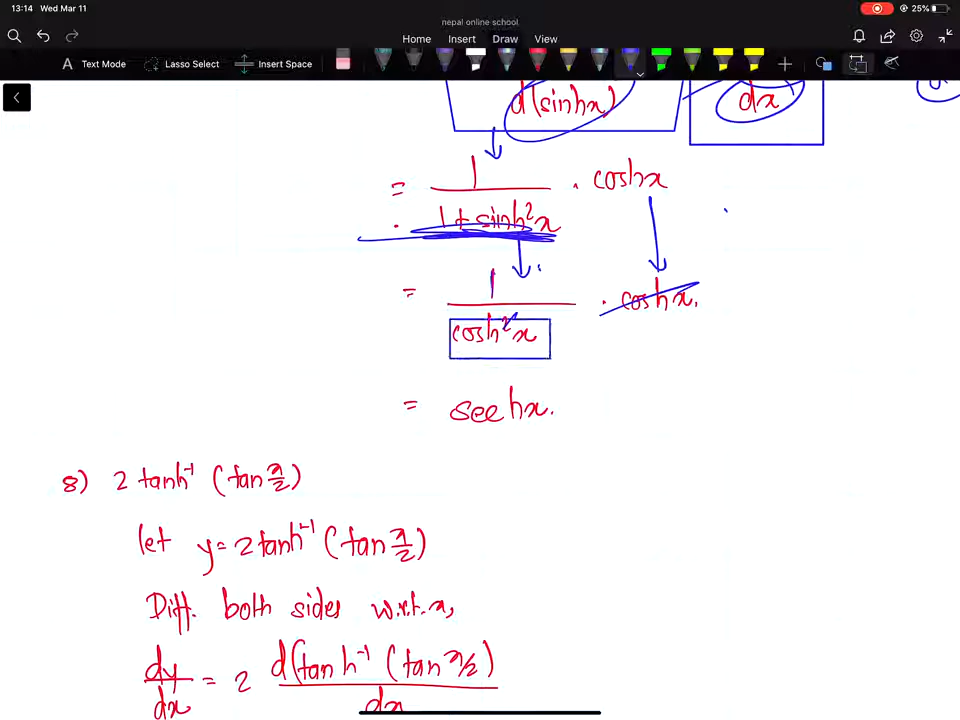 13:14 Wed Mar 11
25%
nepal online school
Home Insert Draw View
Text Mode Lasso Select Insert Space
d(sinhx) dx
= 1/(1 + sinh²x) . coshx
= 1/(cosh²x) . coshx.
= sechx.
8) 2 tanh⁻¹ (tan x/2)
let y = 2 tanh⁻¹ (tan x/2)
Diff. both sides w.r.t. x,
dy/dx = 2 d(tanh⁻¹ (tan x/2)/dx